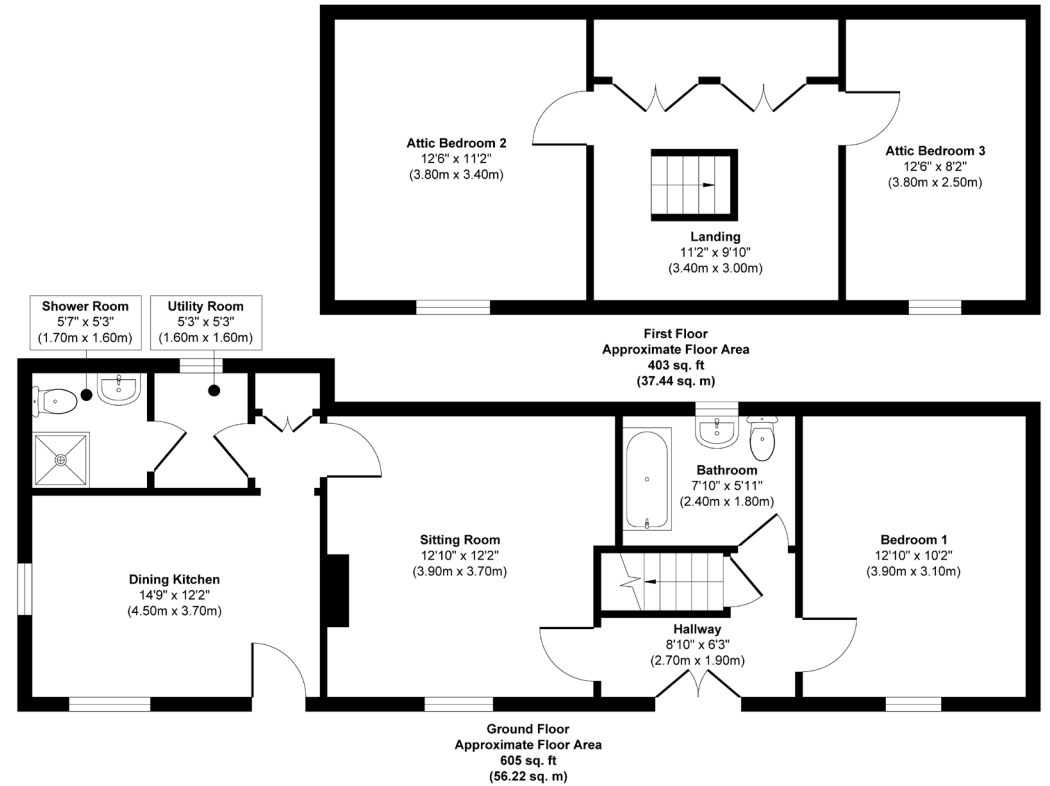 Attic Bedroom 2
12'6" x 11'2"
(3.80m x 3.40m)
Attic Bedroom 3
12'6" x 8'2"
(3.80m x 2.50m)
Landing
11'2" x 9'10"
(3.40m x 3.00m)
First Floor
Approximate Floor Area
403 sq. ft
(37.44 sq. m)
Shower Room
5'7" x 5'3"
(1.70m x 1.60m)
Utility Room
5'3" x 5'3"
(1.60m x 1.60m)
Bathroom
7'10" x 5'11"
(2.40m x 1.80m)
Sitting Room
12'10" x 12'2"
(3.90m x 3.70m)
Bedroom 1
12'10" x 10'2"
(3.90m x 3.10m)
Dining Kitchen
14'9" x 12'2"
(4.50m x 3.70m)
Hallway
8'10" x 6'3"
(2.70m x 1.90m)
Ground Floor
Approximate Floor Area
605 sq. ft
(56.22 sq. m)